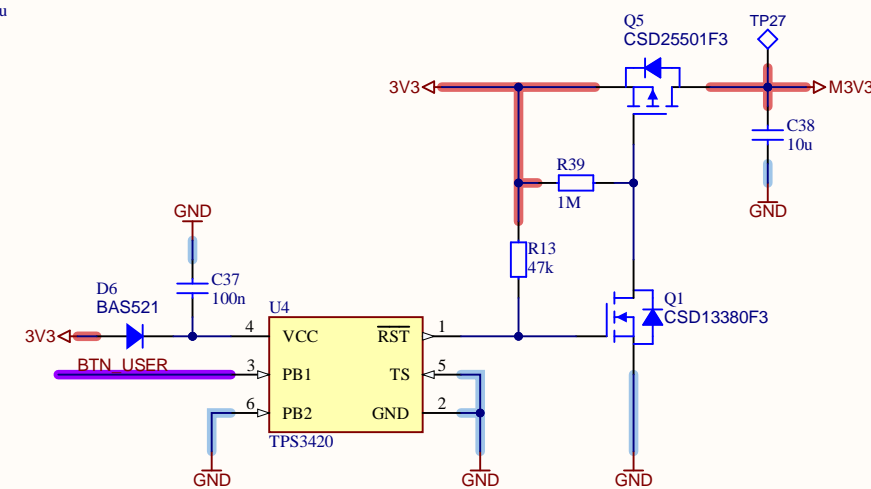 u
Q5
CSD25501F3
TP27
3V3
M3V3
C38
10u
GND
R39
1M
GND
C37
100n
R13
47k
D6
BAS521
U4
Q1
CSD13380F3
3V3
4
VCC
RST
1
BTN_USER
3
PB1
TS
5
6
PB2
GND
2
TPS3420
GND
GND
GND